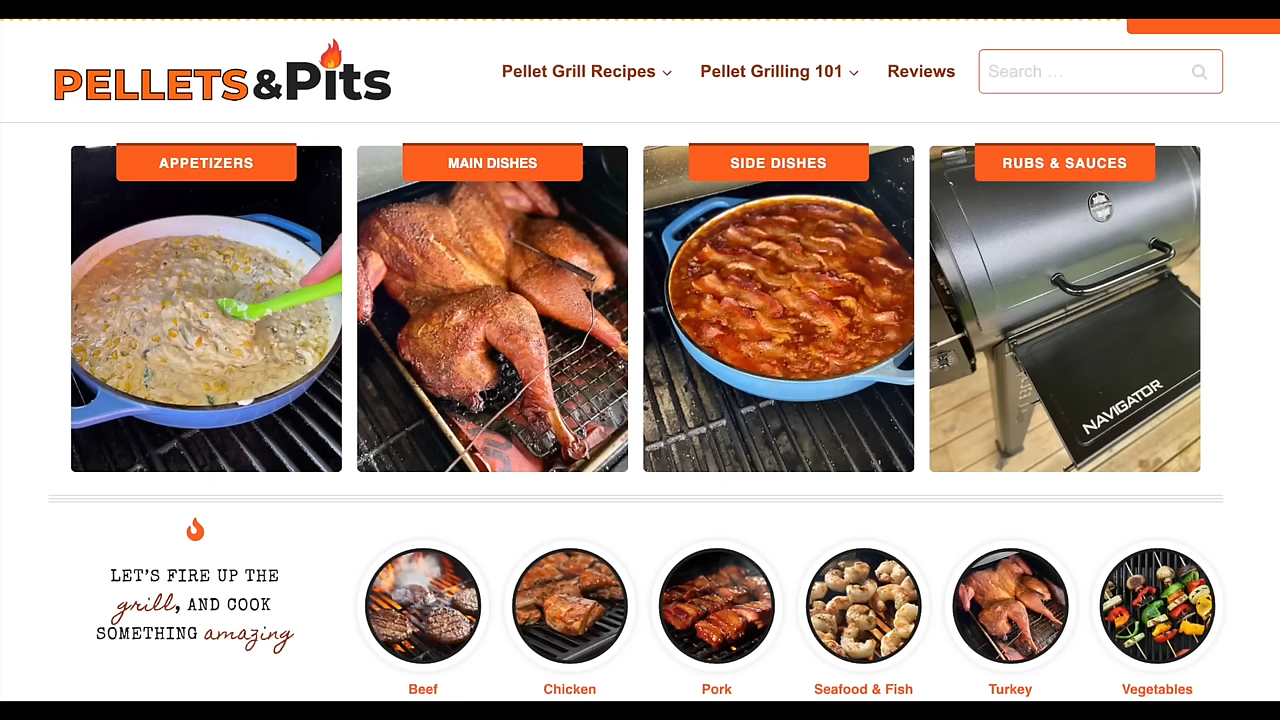 PELLETS&Pits
Pellet Grill Recipes
Pellet Grilling 101
Reviews
Search ...
APPETIZERS
MAIN DISHES
SIDE DISHES
RUBS & SAUCES
NAVIGATOR
LET'S FIRE UP THE
grill, AND COOK
SOMETHING amazing
Beef
Chicken
Pork
Seafood & Fish
Turkey
Vegetables